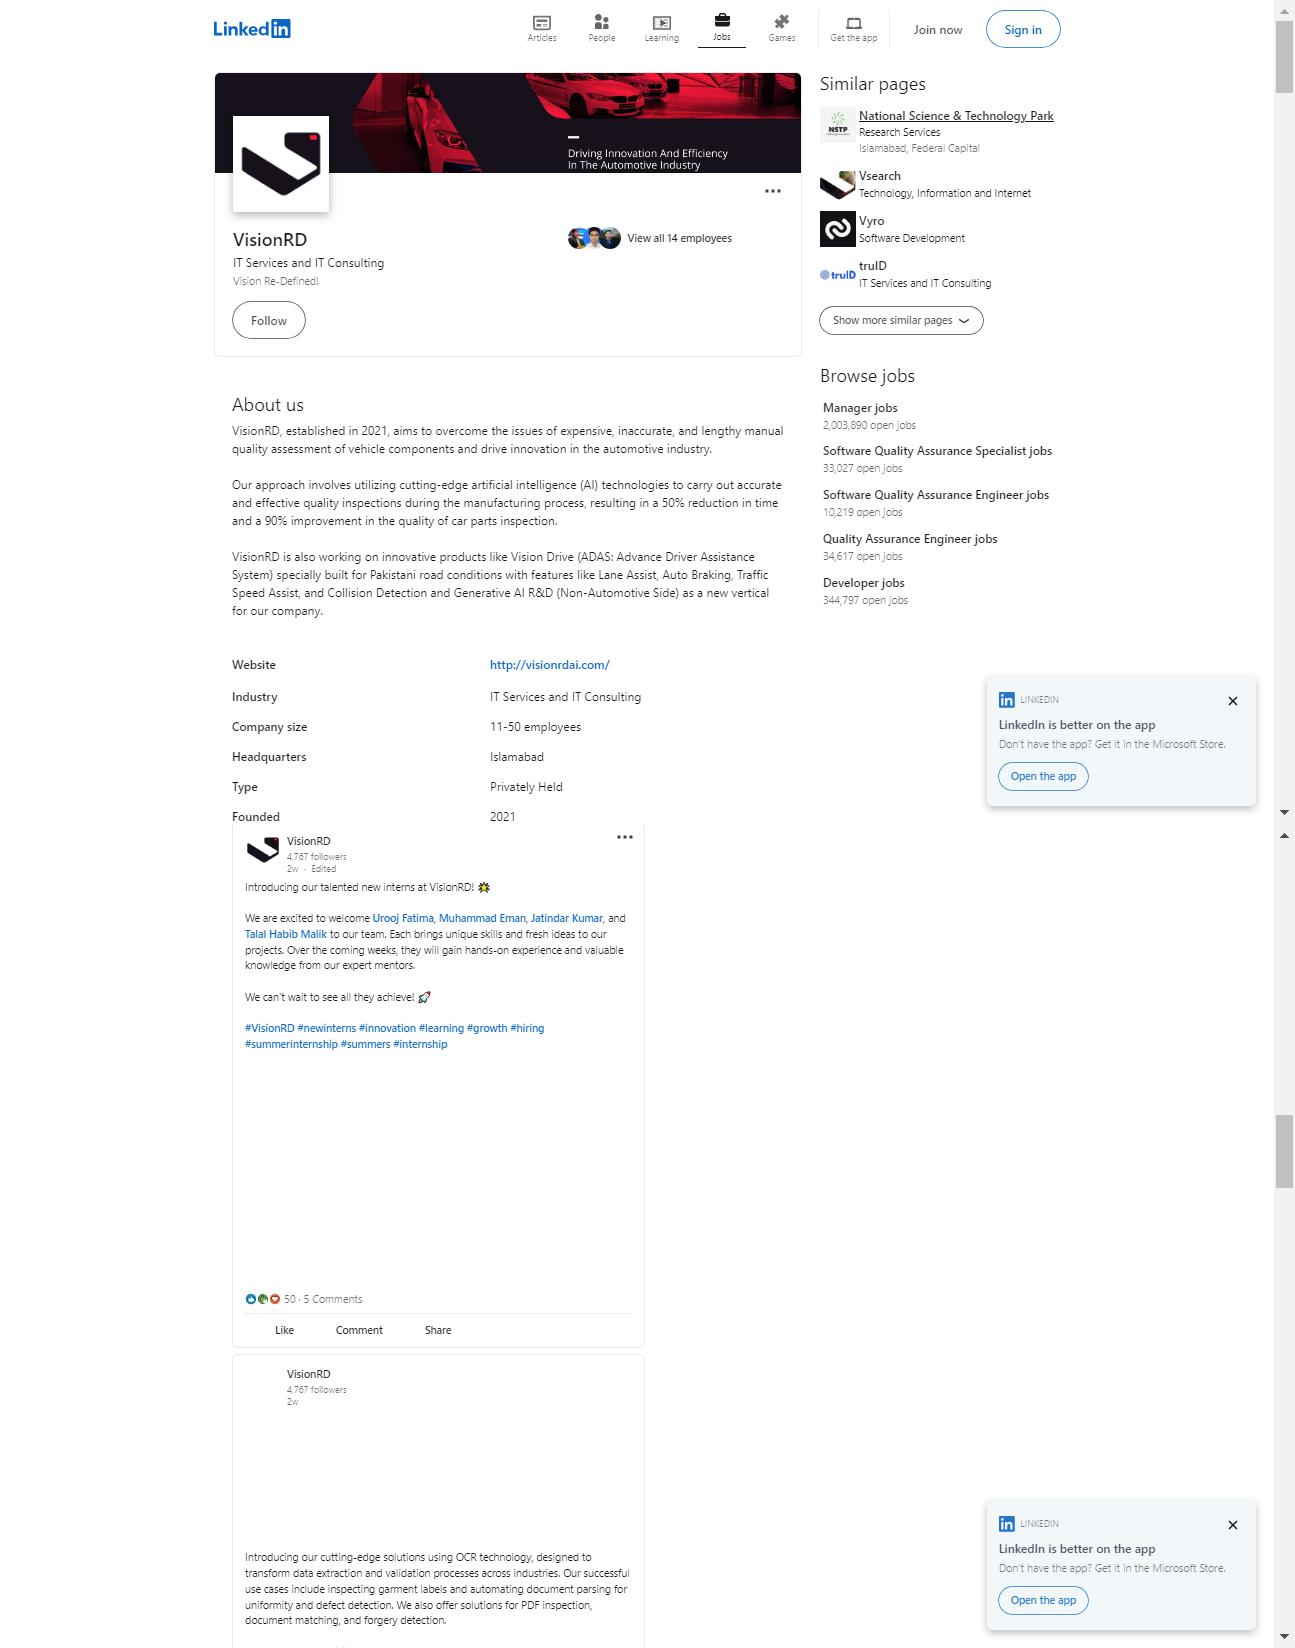 LinkedIn
Articles
People
Learning
Jobs
Games
Get the app
Join now
Sign in
Driving Innovation And Efficiency
In The Automotive Industry
VisionRD
View all 14 employees
IT Services and IT Consulting
Vision Re-Defined!
Follow
Similar pages
NSTP
National Science & Technology Park
Research Services
Islamabad, Federal Capital
Vsearch
Technology, Information and Internet
Vyro
Software Development
truID
truID
IT Services and IT Consulting
Show more similar pages
Browse jobs
Manager jobs
2,003,890 open jobs
Software Quality Assurance Specialist jobs
33,027 open jobs
Software Quality Assurance Engineer jobs
10,219 open jobs
Quality Assurance Engineer jobs
34,617 open jobs
Developer jobs
344,797 open jobs
About us
VisionRD, established in 2021, aims to overcome the issues of expensive, inaccurate, and lengthy manual
quality assessment of vehicle components and drive innovation in the automotive industry.
Our approach involves utilizing cutting-edge artificial intelligence (AI) technologies to carry out accurate
and effective quality inspections during the manufacturing process, resulting in a 50% reduction in time
and a 90% improvement in the quality of car parts inspection.
VisionRD is also working on innovative products like Vision Drive (ADAS: Advance Driver Assistance
System) specially built for Pakistani road conditions with features like Lane Assist, Auto Braking, Traffic
Speed Assist, and Collision Detection and Generative AI R&D (Non-Automotive Side) as a new vertical
for our company.
Website http://visionrdai.com/
Industry IT Services and IT Consulting
Company size 11-50 employees
Headquarters Islamabad
Type Privately Held
Founded 2021
in LINKEDIN
LinkedIn is better on the app
Don't have the app? Get it in the Microsoft Store.
Open the app
VisionRD
4,767 followers
2w · Edited
Introducing our talented new interns at VisionRD! 💥
We are excited to welcome Urooj Fatima, Muhammad Eman, Jatindar Kumar, and
Talal Habib Malik to our team. Each brings unique skills and fresh ideas to our
projects. Over the coming weeks, they will gain hands-on experience and valuable
knowledge from our expert mentors.
We can't wait to see all they achieve! 🚀
#VisionRD #newinterns #innovation #learning #growth #hiring
#summerinternship #summers #internship
50 · 5 Comments
Like Comment Share
VisionRD
4,767 followers
2w
Introducing our cutting-edge solutions using OCR technology, designed to
transform data extraction and validation processes across industries. Our successful
use cases include inspecting garment labels and automating document parsing for
uniformity and defect detection. We also offer solutions for PDF inspection,
document matching, and forgery detection.
in LINKEDIN
LinkedIn is better on the app
Don't have the app? Get it in the Microsoft Store.
Open the app